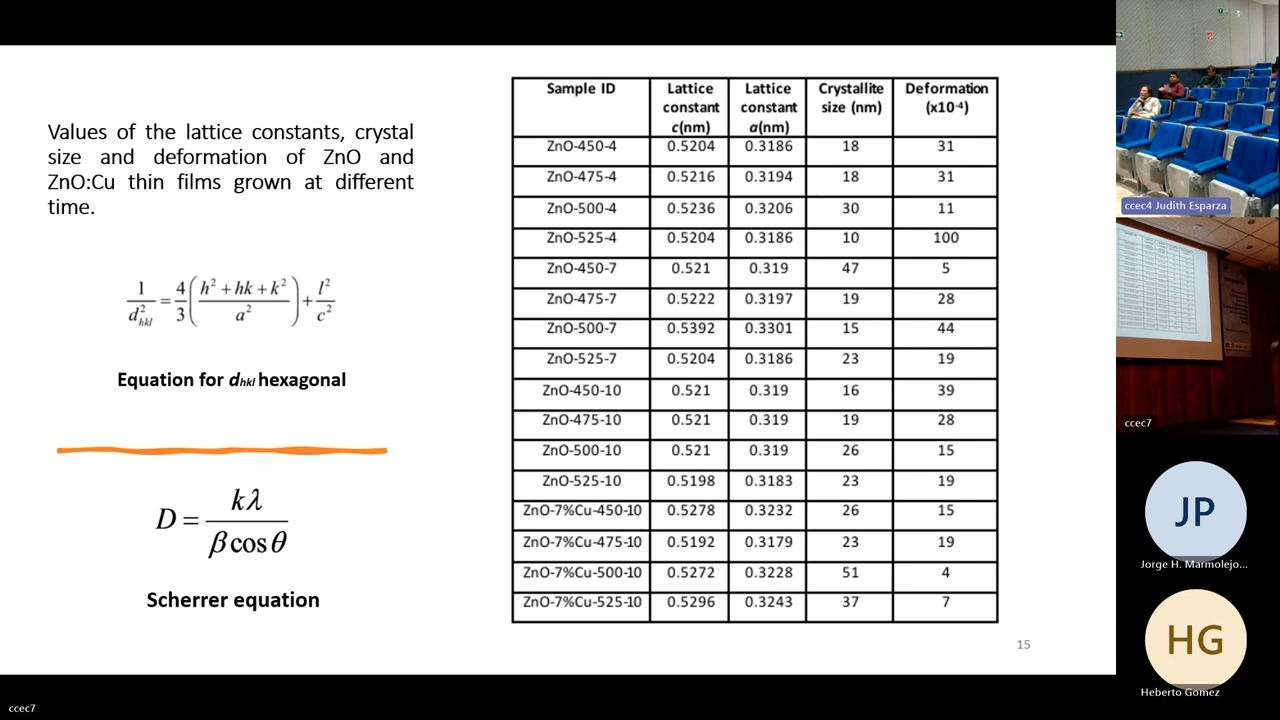 Values of the lattice constants, crystal
size and deformation of ZnO and
ZnO:Cu thin films grown at different
time.
1/d²hkl = 4/3 ( (h² + hk + k²)/a² ) + l²/c²
Equation for dhkl hexagonal
D = kλ / β cos θ
Scherrer equation
Sample ID | Lattice constant c(nm) | Lattice constant a(nm) | Crystallite size (nm) | Deformation (x10⁻⁴)
ZnO-450-4 | 0.5204 | 0.3186 | 18 | 31
ZnO-475-4 | 0.5216 | 0.3194 | 18 | 31
ZnO-500-4 | 0.5236 | 0.3206 | 30 | 11
ZnO-525-4 | 0.5204 | 0.3186 | 10 | 100
ZnO-450-7 | 0.521 | 0.319 | 47 | 5
ZnO-475-7 | 0.5222 | 0.3197 | 19 | 28
ZnO-500-7 | 0.5392 | 0.3301 | 15 | 44
ZnO-525-7 | 0.5204 | 0.3186 | 23 | 19
ZnO-450-10 | 0.521 | 0.319 | 16 | 39
ZnO-475-10 | 0.521 | 0.319 | 19 | 28
ZnO-500-10 | 0.521 | 0.319 | 26 | 15
ZnO-525-10 | 0.5198 | 0.3183 | 23 | 19
ZnO-7%Cu-450-10 | 0.5278 | 0.3232 | 26 | 15
ZnO-7%Cu-475-10 | 0.5192 | 0.3179 | 23 | 19
ZnO-7%Cu-500-10 | 0.5272 | 0.3228 | 51 | 4
ZnO-7%Cu-525-10 | 0.5296 | 0.3243 | 37 | 7
15
ccec7
ccec4 Judith Esparza
ccec7
JP
Jorge H. Marmolejo...
HG
Heberto Gomez